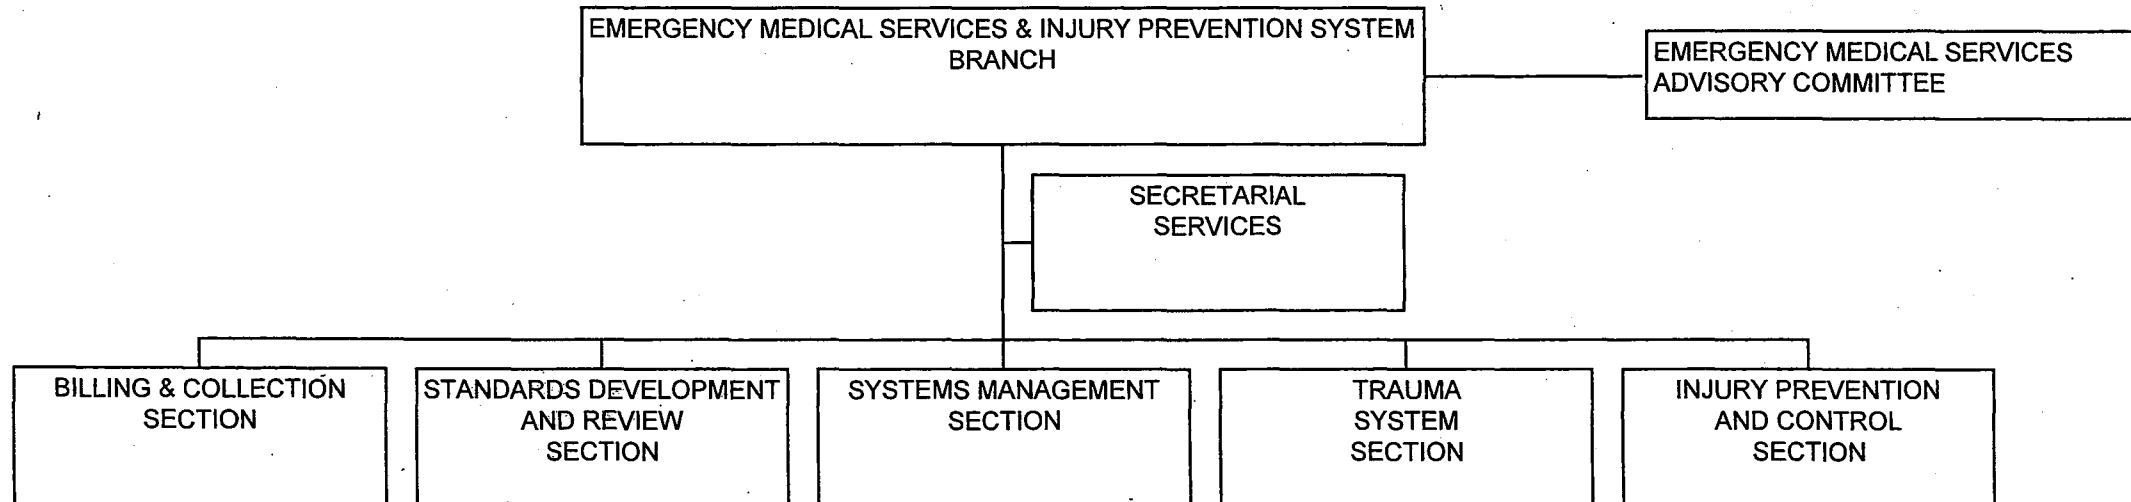 EMERGENCY MEDICAL SERVICES & INJURY PREVENTION SYSTEM
BRANCH
EMERGENCY MEDICAL SERVICES
ADVISORY COMMITTEE
SECRETARIAL
SERVICES
BILLING & COLLECTION
SECTION
STANDARDS DEVELOPMENT
AND REVIEW
SECTION
SYSTEMS MANAGEMENT
SECTION
TRAUMA
SYSTEM
SECTION
INJURY PREVENTION
AND CONTROL
SECTION